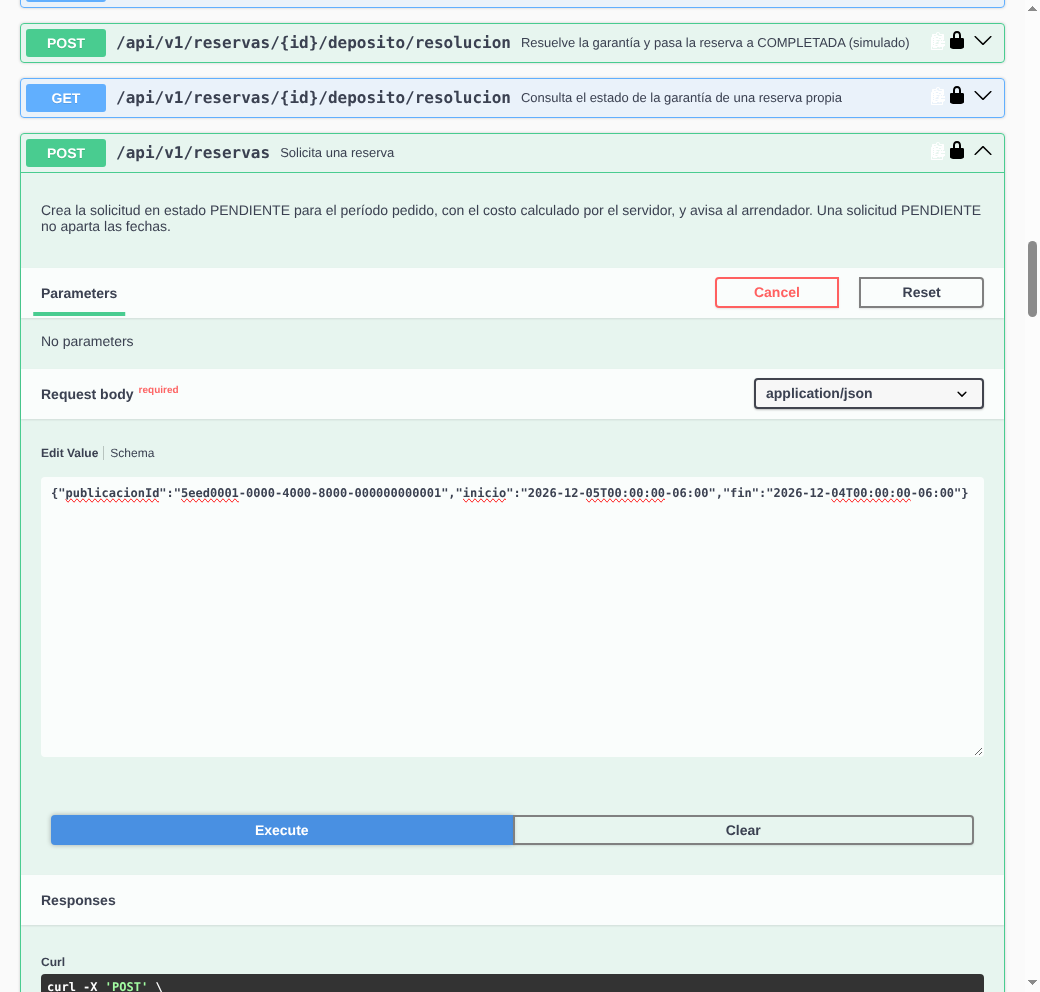 POST /api/v1/reservas/{id}/deposito/resolucion Resuelve la garantía y pasa la reserva a COMPLETADA (simulado)
GET /api/v1/reservas/{id}/deposito/resolucion Consulta el estado de la garantía de una reserva propia
POST /api/v1/reservas Solicita una reserva
Crea la solicitud en estado PENDIENTE para el período pedido, con el costo calculado por el servidor, y avisa al arrendador. Una solicitud PENDIENTE
no aparta las fechas.
Parameters Cancel Reset
No parameters
Request body required application/json
Edit Value Schema
{"publicacionId":"5eed0001-0000-4000-8000-000000000001","inicio":"2026-12-05T00:00:00-06:00","fin":"2026-12-04T00:00:00-06:00"}
Execute Clear
Responses
Curl
curl -X 'POST' \